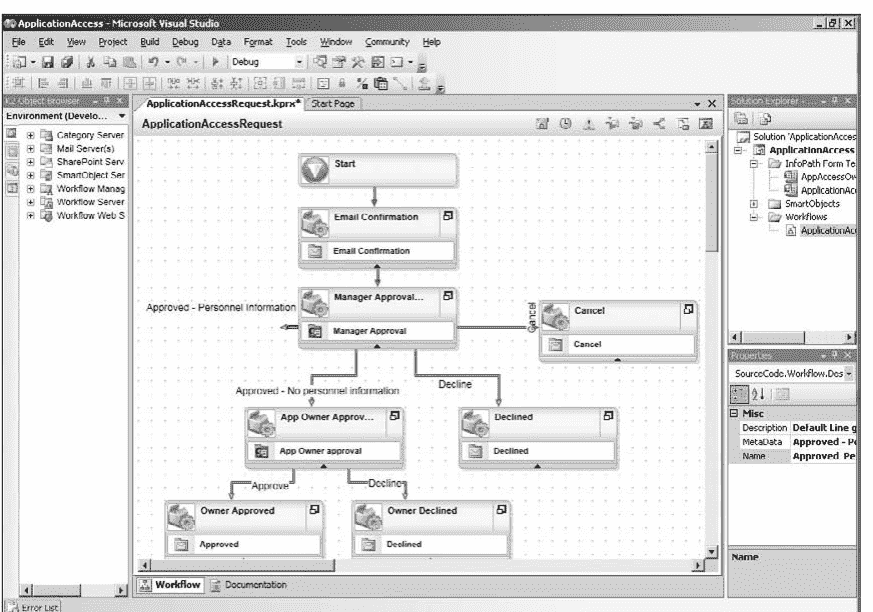 ApplicationAccess - Microsoft Visual Studio
File Edit View Project Build Debug Data Format Tools Window Community Help
Debug
K2 Object Browser
Environment (Develo...
Category Server
Mail Server(s)
SharePoint Serv
SmartObject Ser
Workflow Manag
Workflow Server
Workflow Web S
ApplicationAccessRequest.kprx* Start Page
ApplicationAccessRequest
Start
Email Confirmation
Email Confirmation
Approved - Personnel Information
Manager Approval...
Manager Approval
Cancel
Cancel
Cancel
Approved - No personnel information
Decline
App Owner Approv...
App Owner approval
Declined
Declined
Approve
Decline
Owner Approved
Approved
Owner Declined
Declined
Workflow Documentation
Solution Explorer - ...
Solution 'ApplicationAcces
ApplicationAccess
InfoPath Form Te
AppAccessOw
ApplicationAc
SmartObjects
Workflows
ApplicationAc
Properties
SourceCode.Workflow.Des
Misc
Description Default Line g
MetaData Approved - Pe
Name Approved Pe
Name
Error List